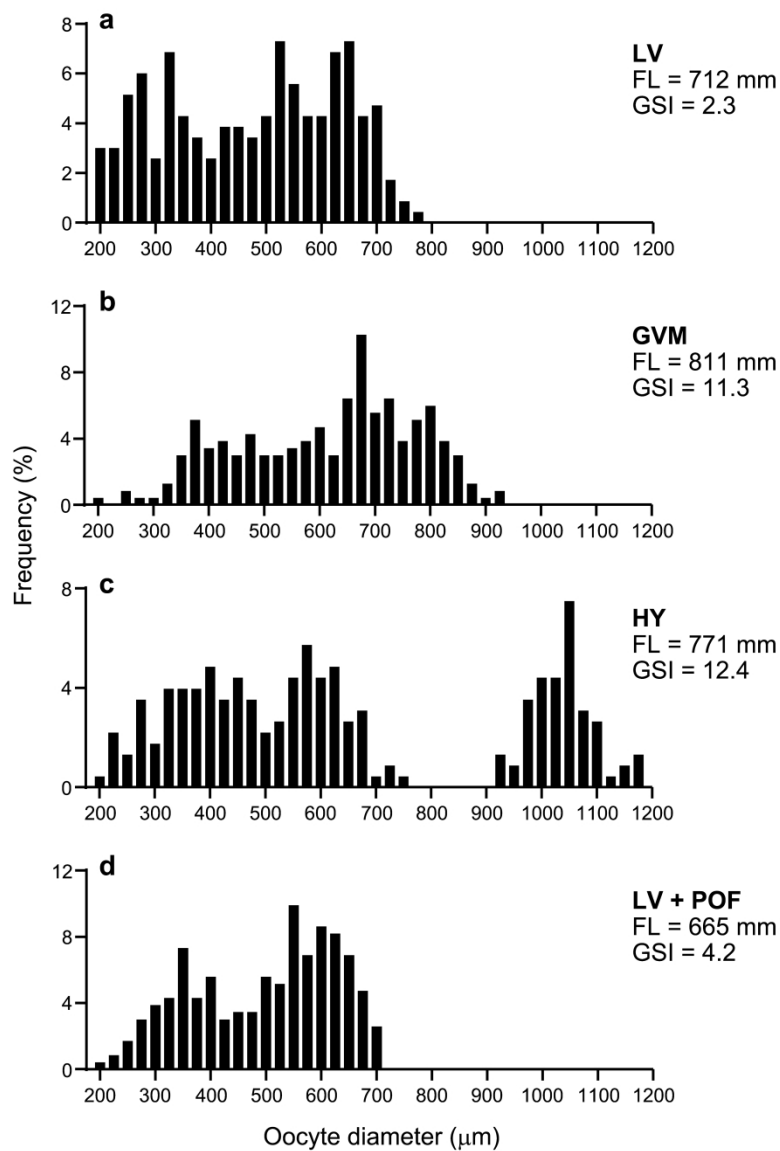 a
8
6
4
2
0
200 300 400 500 600 700 800 900 1000 1100 1200
LV
FL = 712 mm
GSI = 2.3
b
12
8
4
0
200 300 400 500 600 700 800 900 1000 1100 1200
GVM
FL = 811 mm
GSI = 11.3
Frequency (%)
c
8
4
0
200 300 400 500 600 700 800 900 1000 1100 1200
HY
FL = 771 mm
GSI = 12.4
d
12
8
4
0
200 300 400 500 600 700 800 900 1000 1100 1200
LV + POF
FL = 665 mm
GSI = 4.2
Oocyte diameter (μm)